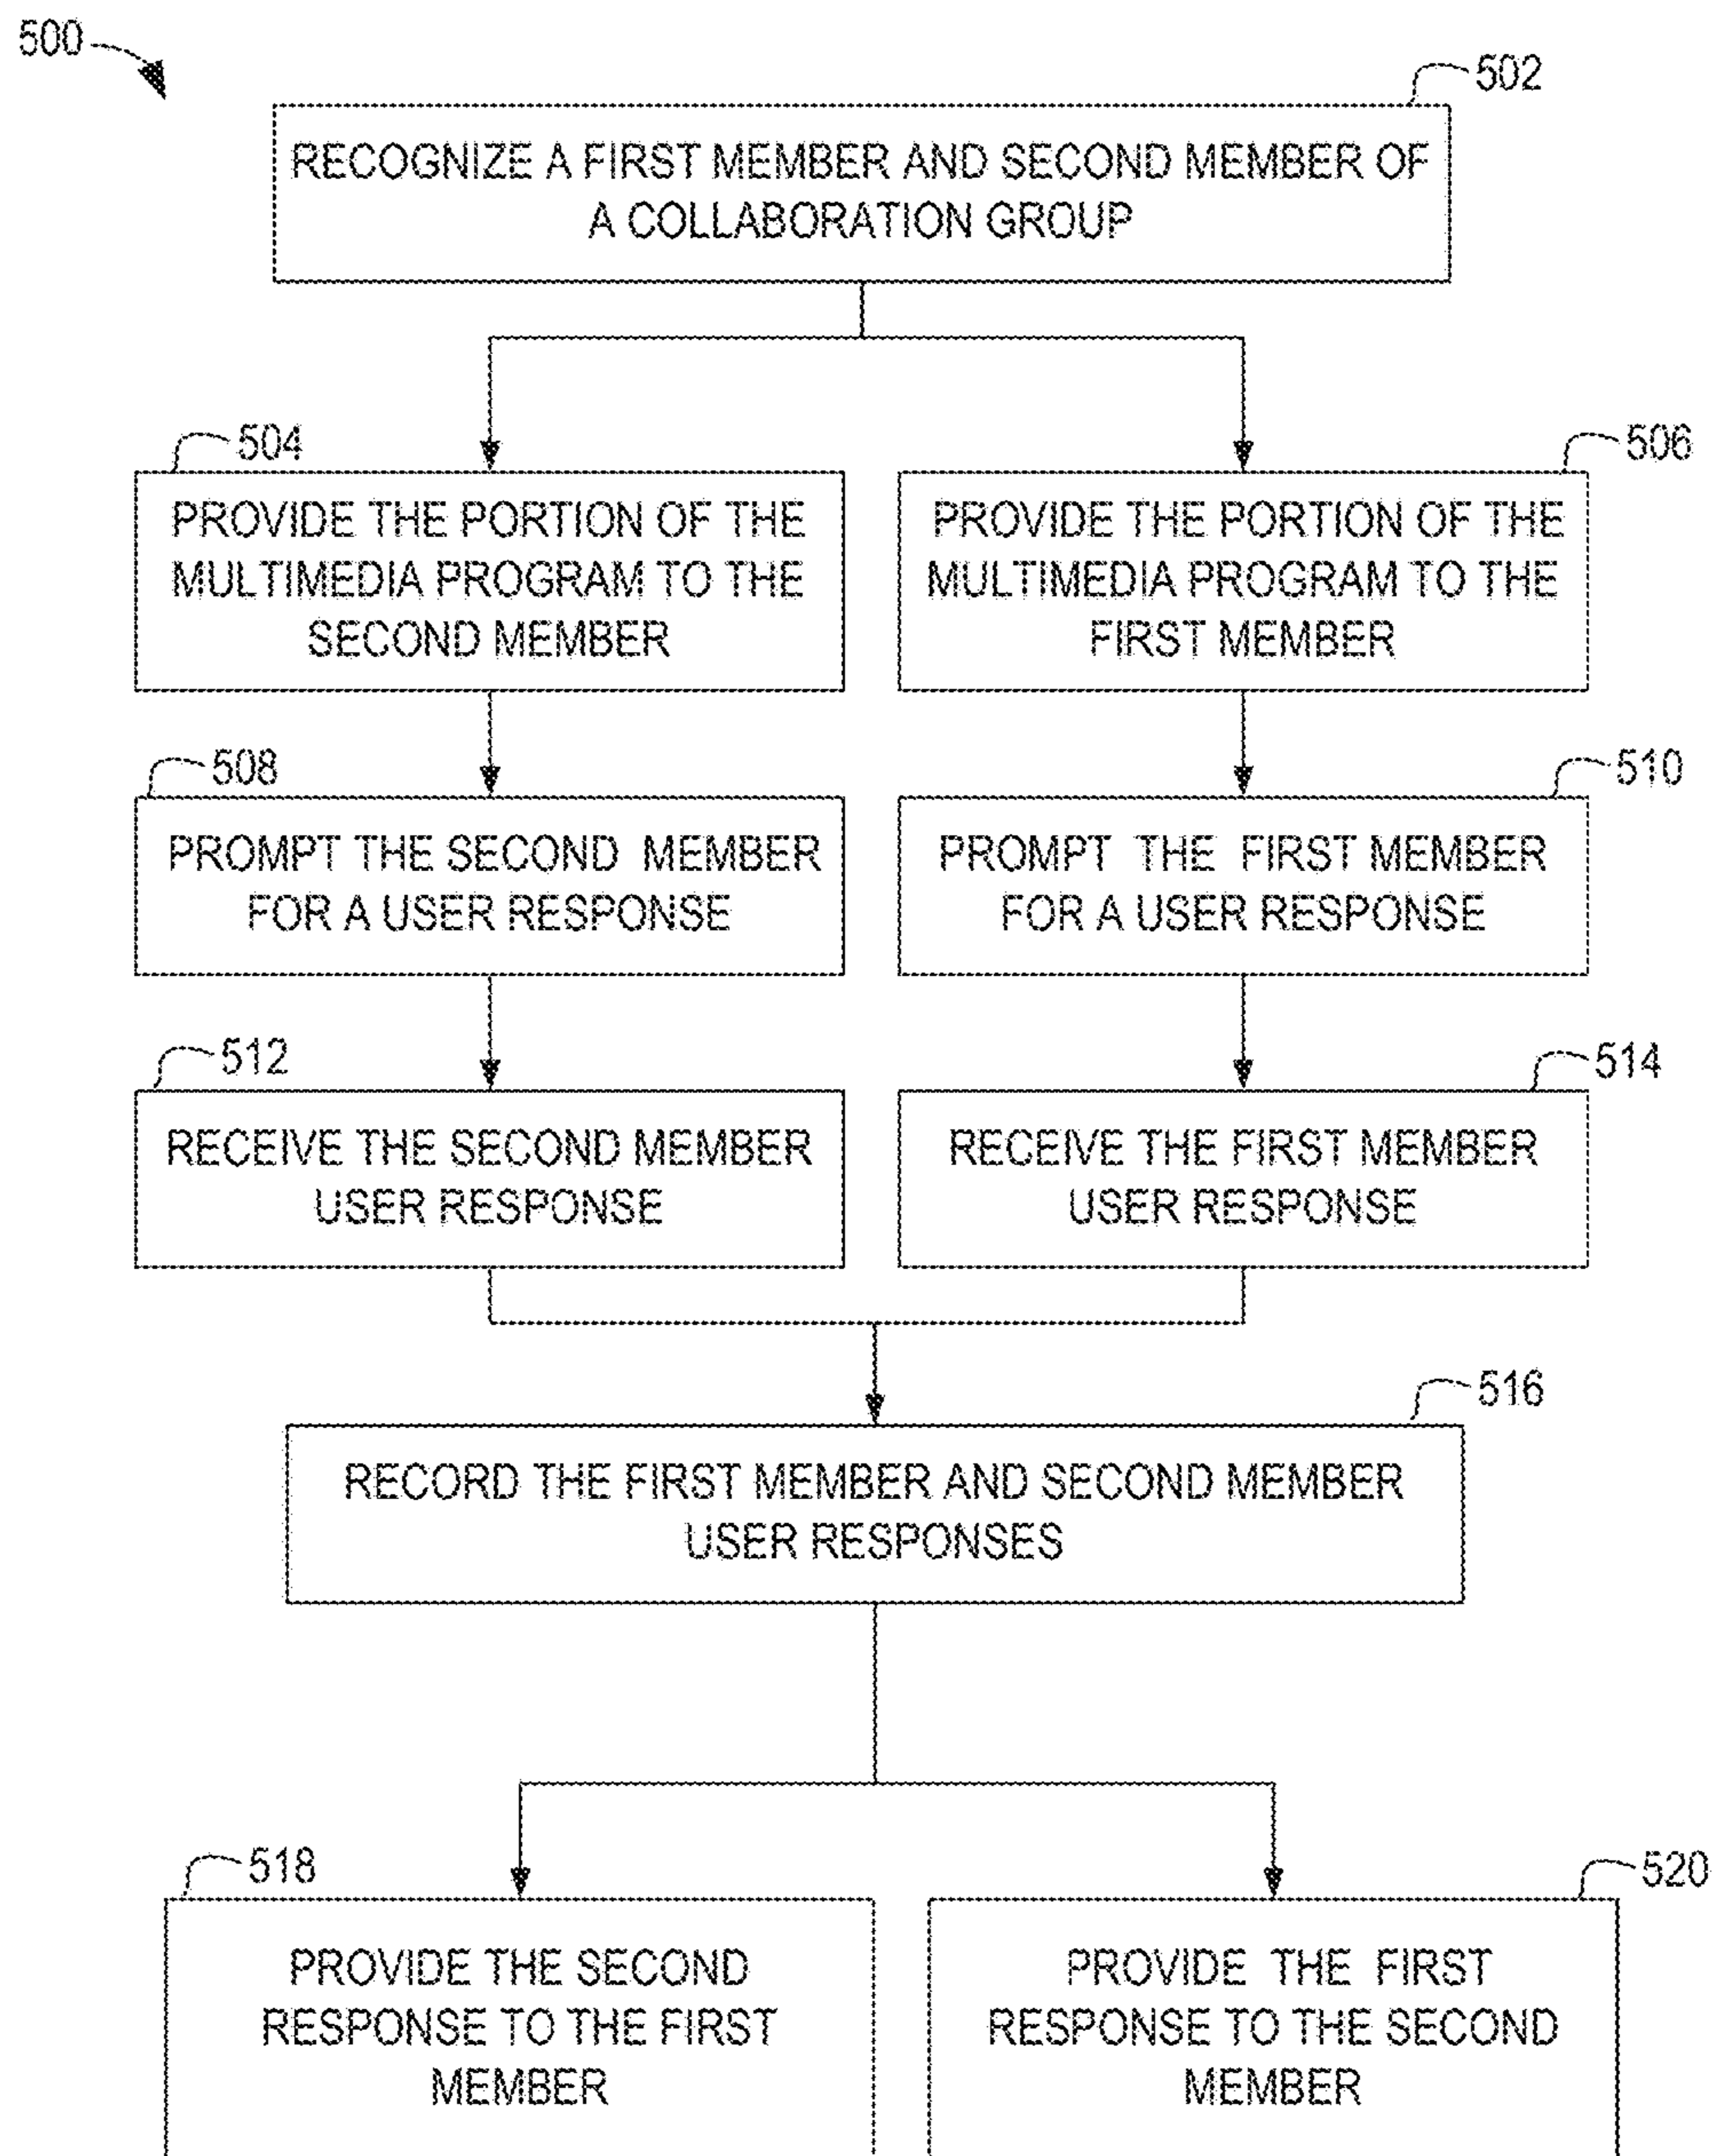 500
502
RECOGNIZE A FIRST MEMBER AND SECOND MEMBER OF
A COLLABORATION GROUP
504
PROVIDE THE PORTION OF THE
MULTIMEDIA PROGRAM TO THE
SECOND MEMBER
506
PROVIDE THE PORTION OF THE
MULTIMEDIA PROGRAM TO THE
FIRST MEMBER
508
PROMPT THE SECOND MEMBER
FOR A USER RESPONSE
510
PROMPT THE FIRST MEMBER
FOR A USER RESPONSE
512
RECEIVE THE SECOND MEMBER
USER RESPONSE
514
RECEIVE THE FIRST MEMBER
USER RESPONSE
516
RECORD THE FIRST MEMBER AND SECOND MEMBER
USER RESPONSES
518
PROVIDE THE SECOND
RESPONSE TO THE FIRST
MEMBER
520
PROVIDE THE FIRST
RESPONSE TO THE SECOND
MEMBER